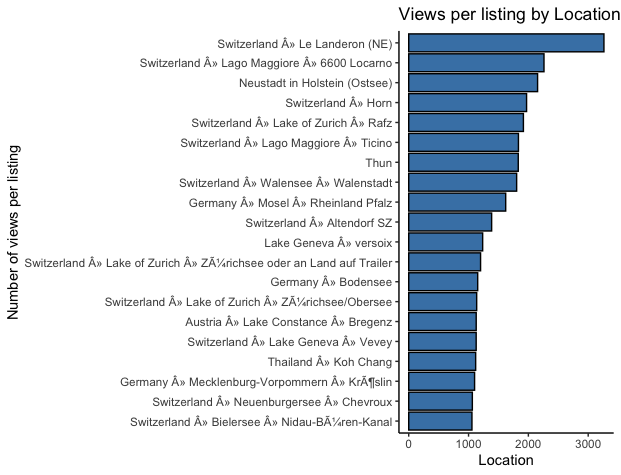 Views per listing by Location
Switzerland Â» Le Landeron (NE)
Switzerland Â» Lago Maggiore Â» 6600 Locarno
Neustadt in Holstein (Ostsee)
Switzerland Â» Horn
Switzerland Â» Lake of Zurich Â» Rafz
Switzerland Â» Lago Maggiore Â» Ticino
Thun
Switzerland Â» Walensee Â» Walenstadt
Germany Â» Mosel Â» Rheinland Pfalz
Switzerland Â» Altendorf SZ
Lake Geneva Â» versoix
Switzerland Â» Lake of Zurich Â» ZÃ¼richsee oder an Land auf Trailer
Germany Â» Bodensee
Switzerland Â» Lake of Zurich Â» ZÃ¼richsee/Obersee
Austria Â» Lake Constance Â» Bregenz
Switzerland Â» Lake Geneva Â» Vevey
Thailand Â» Koh Chang
Germany Â» Mecklenburg-Vorpommern Â» KrÃ¶slin
Switzerland Â» Neuenburgersee Â» Chevroux
Switzerland Â» Bielersee Â» Nidau-BÃ¼ren-Kanal
Number of views per listing
0 1000 2000 3000
Location